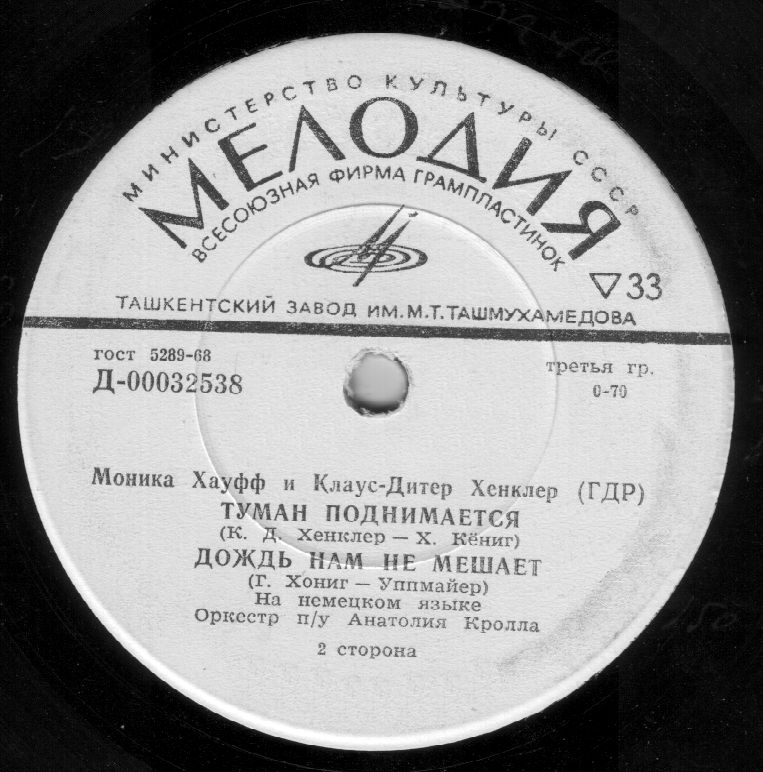 МИНИСТЕРСТВО КУЛЬТУРЫ СССР
МЕЛОДИЯ
ВСЕСОЮЗНАЯ ФИРМА ГРАМПЛАСТИНОК
33
ТАШКЕНТСКИЙ ЗАВОД ИМ. М. Т. ТАШМУХАМЕДОВА
гост 5289-68
третья гр.
Д-00032538
0-70
Моника Хауфф и Клаус-Дитер Хенклер (ГДР)
ТУМАН ПОДНИМАЕТСЯ
(К. Д. Хенклер — Х. Кёниг)
ДОЖДЬ НАМ НЕ МЕШАЕТ
(Г. Хониг — Уппмайер)
На немецком языке
Оркестр п/у Анатолия Кролла
2 сторона